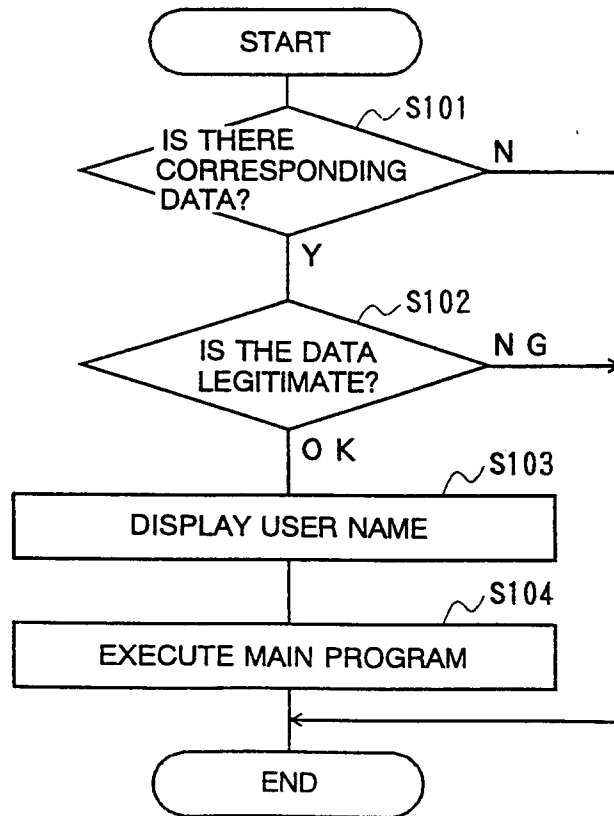 START
S101
IS THERE
CORRESPONDING
DATA?
N
Y
S102
IS THE DATA
LEGITIMATE?
N G
O K
S103
DISPLAY USER NAME
S104
EXECUTE MAIN PROGRAM
END